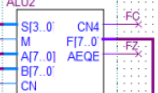 ALU2
S[3..0] CN4 FC
M F[7..0]
A[7..0] AEQE FZ
B[7..0]
CN